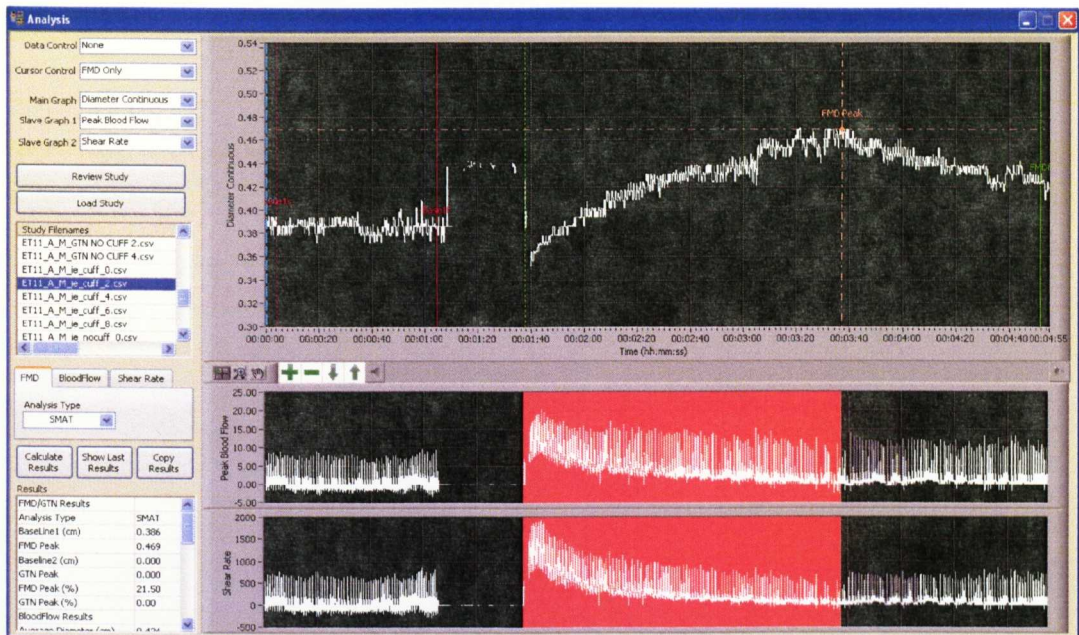 Analysis
Data Control None
Cursor Control FMD Only
Main Graph Diameter Continuous
Slave Graph 1 Peak Blood Flow
Slave Graph 2 Shear Rate
Review Study
Load Study
Study Filenames
ET11_A_M_GTN NO CUFF 2.csv
ET11_A_M_GTN NO CUFF 4.csv
ET11_A_M_ie_cuff_0.csv
ET11_A_M_ie_cuff_2.csv
ET11_A_M_ie_cuff_4.csv
ET11_A_M_ie_cuff_6.csv
ET11_A_M_ie_cuff_8.csv
ET11_A_M_ie_nocuff_0.csv
FMD BloodFlow Shear Rate
Analysis Type
SMAT
Calculate Results
Show Last Results
Copy Results
Results
FMD/GTN Results
Analysis Type SMAT
BaseLine1 (cm) 0.386
FMD Peak 0.469
Baseline2 (cm) 0.000
GTN Peak 0.000
FMD Peak (%) 21.50
GTN Peak (%) 0.00
BloodFlow Results
Average Diameter (cm) 0.424
Diameter Continuous
0.54
0.52
0.50
0.48
0.46
0.44
0.42
0.40
0.38
0.36
0.34
0.32
0.30
FMD Peak
00:00:00 00:00:20 00:00:40 00:01:00 00:01:20 00:01:40 00:02:00 00:02:20 00:02:40 00:03:00 00:03:20 00:03:40 00:04:00 00:04:20 00:04:40 00:04:55
Time (hh:mm:ss)
Peak Blood Flow
25.00
20.00
15.00
10.00
5.00
0.00
-5.00
Shear Rate
2000
1500
1000
500
0
-500